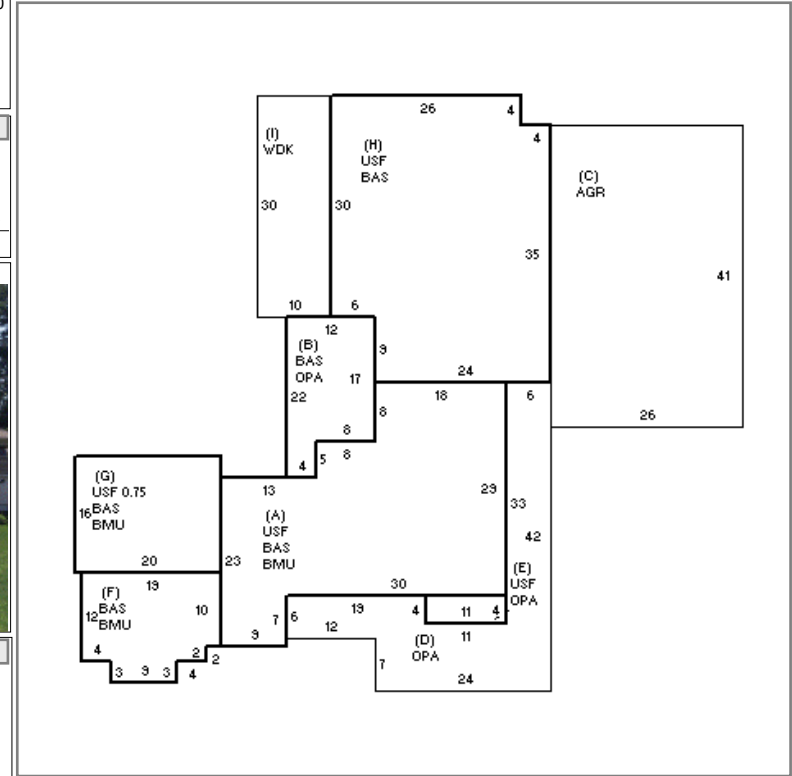 26
4
(I)
WDK
(H)
USF
BAS
4
(C)
AGR
30
30
35
41
10
6
12
(B)
BAS
OPA
9
17
24
22
18
6
8
26
8
4
5
8
13
(G)
USF 0.75
BAS
BMU
16
29
33
(A)
USF
BAS
BMU
42
20
23
(E)
USF
OPA
19
30
(F)
BAS
BMU
12
10
7
6
19
4
11
4
12
9
(D)
OPA
11
4
2
2
3
9
3
4
7
24